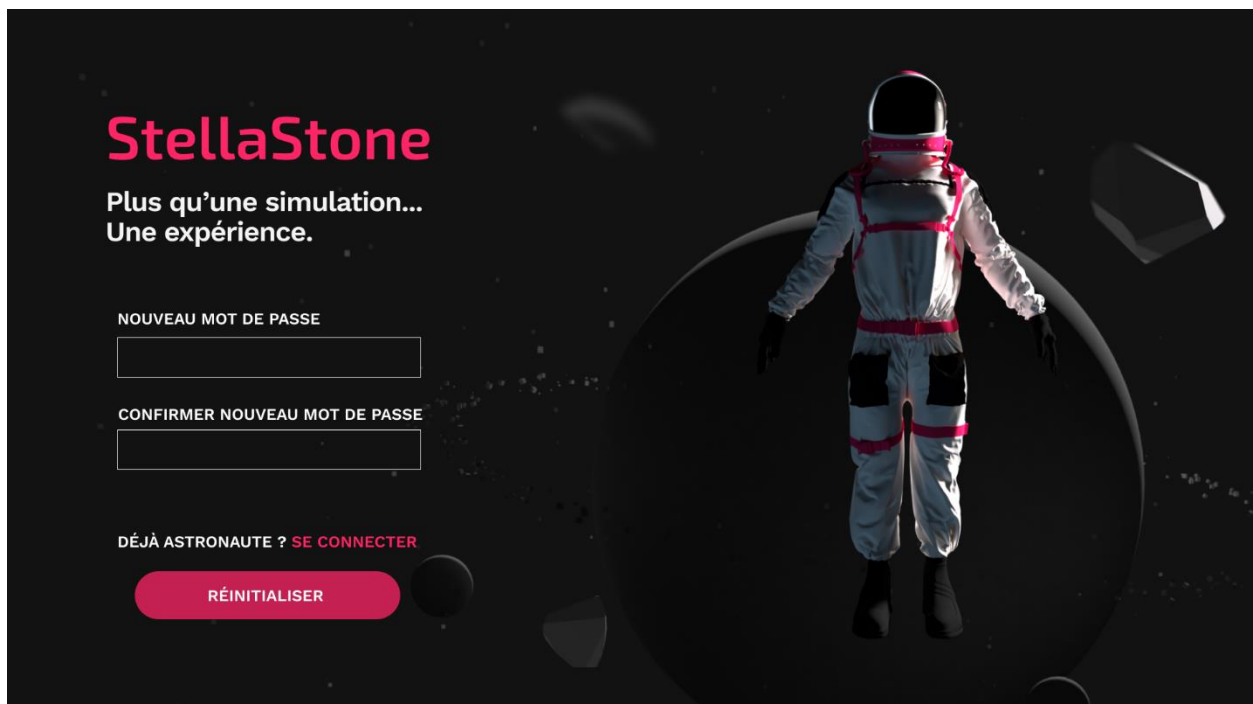 StellaStone
Plus qu’une simulation...
Une expérience.
NOUVEAU MOT DE PASSE
CONFIRMER NOUVEAU MOT DE PASSE
DÉJÀ ASTRONAUTE ? SE CONNECTER
RÉINITIALISER